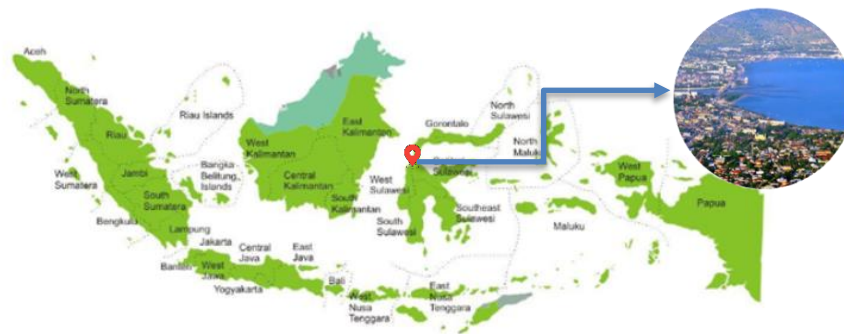 Aceh
North
Sumatera
Riau Islands
Riau
West
Sumatera
Jambi
Bangka
Belitung
Islands
South
Sumatera
Bengkulu
Lampung
Jakarta
Banten
West
Jawa
Central
Java
Yogyakarta
East
Java
Bali
West
Nusa
Tenggara
East
Nusa
Tenggara
West
Kalimantan
Central
Kalimantan
East
Kalimantan
South
Kalimantan
Gorontalo
North
Sulawesi
West
Sulawesi
Sulawesi
South
Sulawesi
Southeast
Sulawesi
North
Maluku
Maluku
West
Papua
Papua